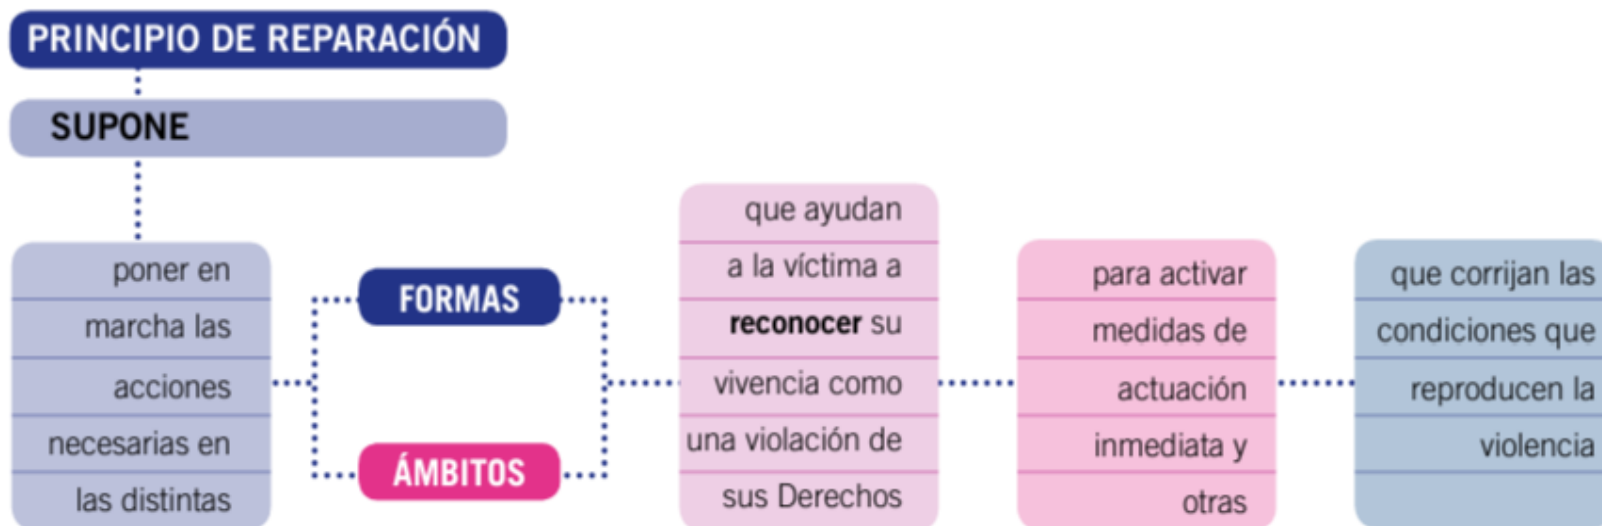 PRINCIPIO DE REPARACIÓN
SUPONE
poner en
marcha las
acciones
necesarias en
las distintas
FORMAS
ÁMBITOS
que ayudan
a la víctima a
reconocer su
vivencia como
una violación de
sus Derechos
para activar
medidas de
actuación
inmediata y
otras
que corrijan las
condiciones que
reproducen la
violencia